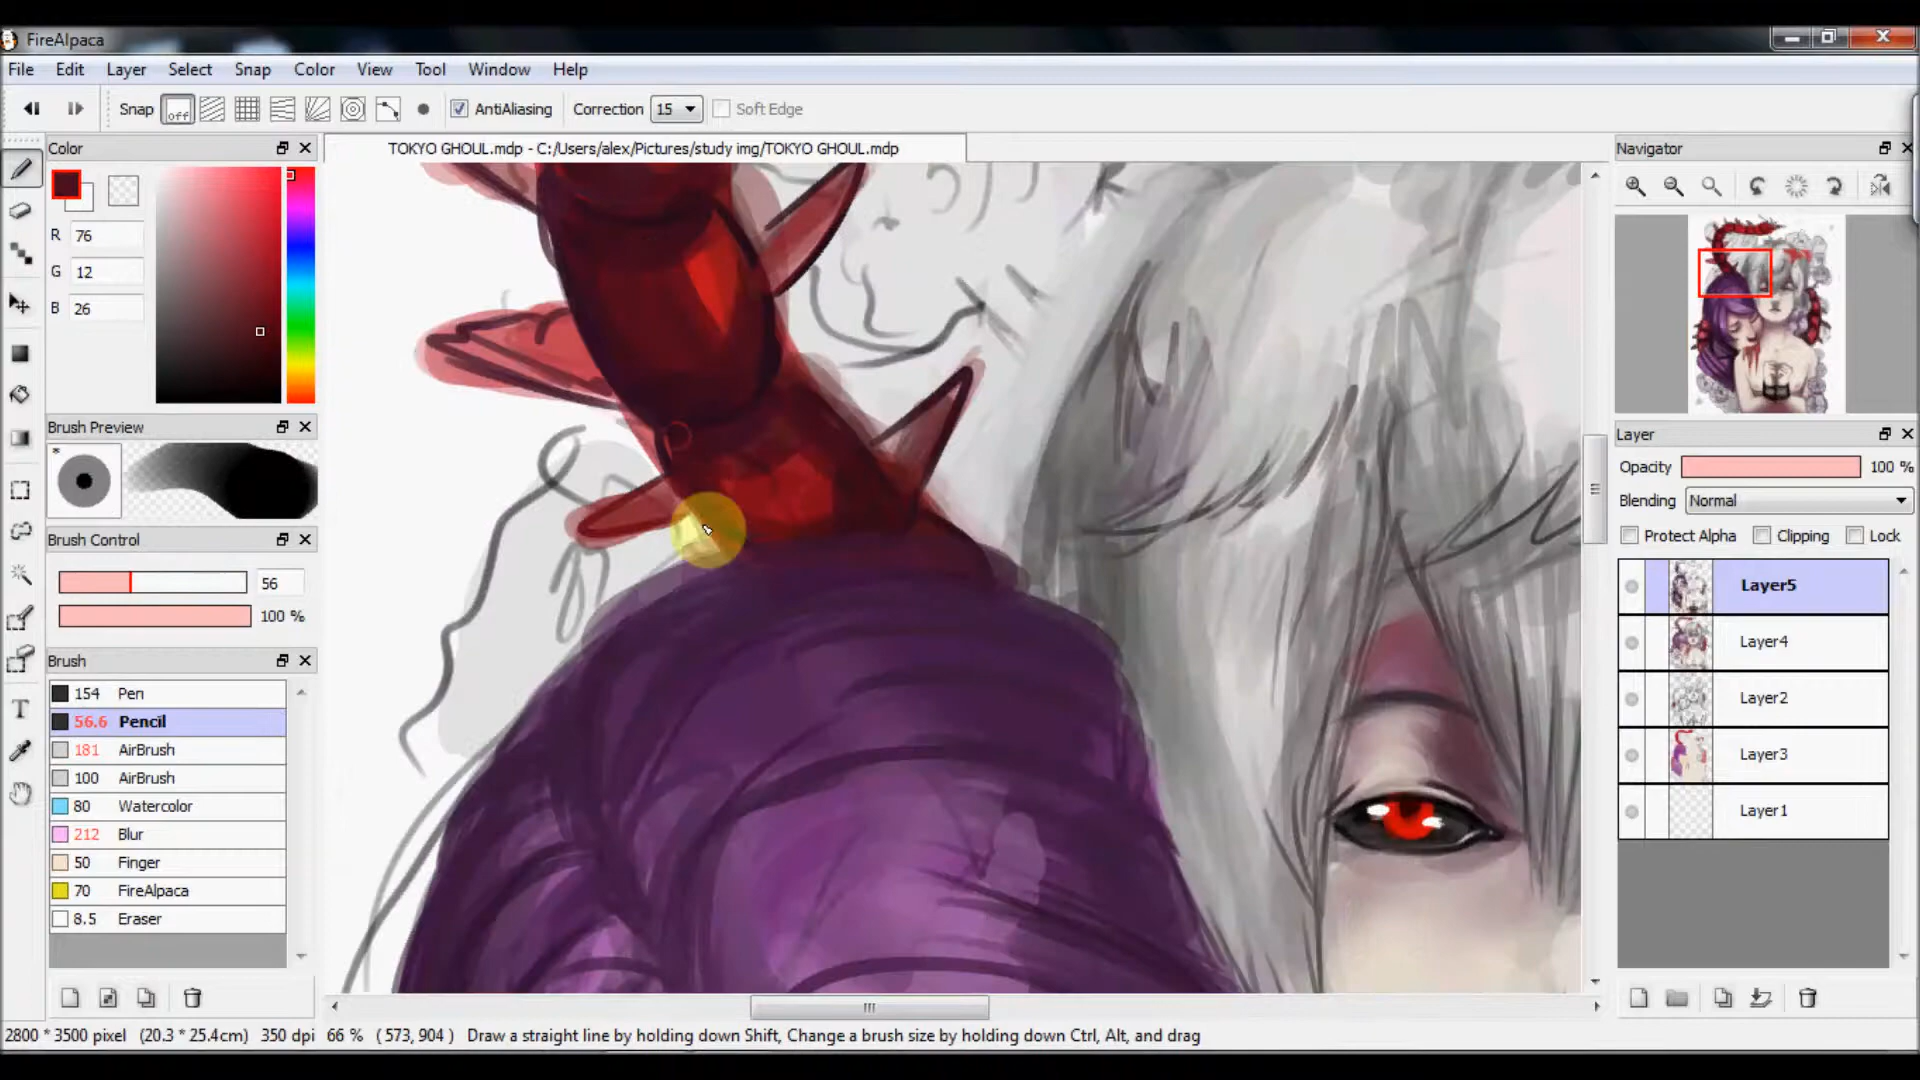 FireAlpaca
File Edit Layer Select Snap Color View Tool Window Help
Snap off AntiAliasing Correction 15 Soft Edge
Color
TOKYO GHOUL.mdp - C:/Users/alex/Pictures/study img/TOKYO GHOUL.mdp
Navigator
R 76
G 12
B 26
Brush Preview
*
Layer
Opacity 100 %
Blending Normal
Protect Alpha Clipping Lock
Brush Control
56
100 %
Brush
154 Pen
56.6 Pencil
181 AirBrush
100 AirBrush
80 Watercolor
212 Blur
50 Finger
70 FireAlpaca
8.5 Eraser
Layer5
Layer4
Layer2
Layer3
Layer1
T
2800 * 3500 pixel (20.3 * 25.4cm) 350 dpi 66 % ( 573, 904 ) Draw a straight line by holding down Shift, Change a brush size by holding down Ctrl, Alt, and drag